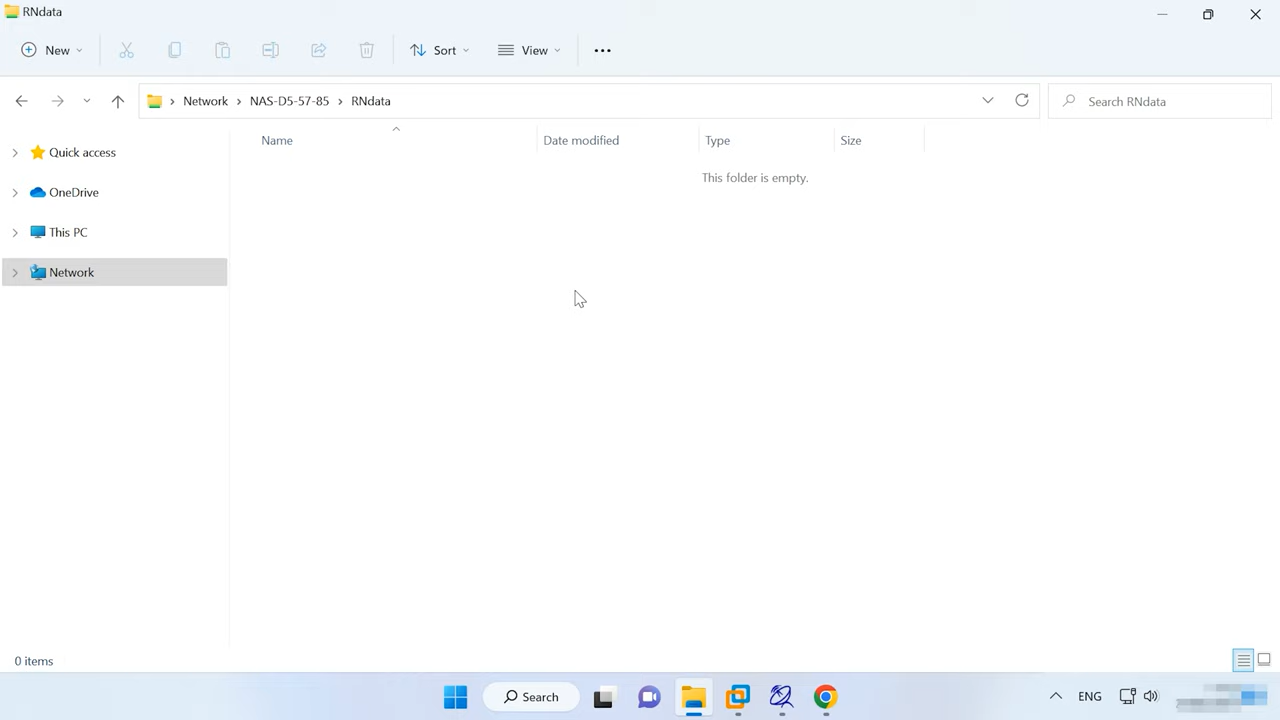 RNdata
New
Sort
View
Network › NAS-D5-57-85 › RNdata
Search RNdata
Name
Date modified
Type
Size
This folder is empty.
Quick access
OneDrive
This PC
Network
0 items
Search
ENG